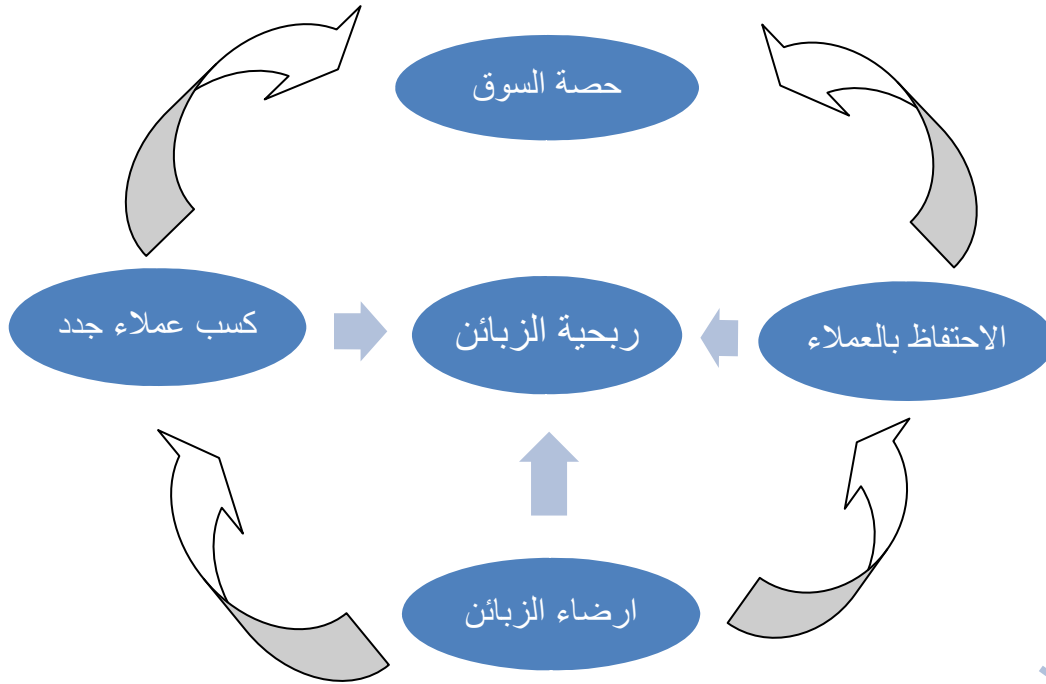 حصة السوق
الاحتفاظ بالعملاء
ربحية الزبائن
كسب عملاء جدد
ارضاء الزبائن